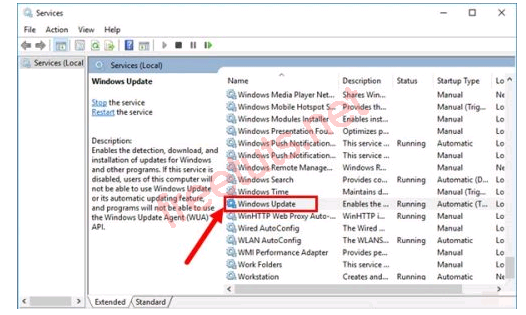 Services
File Action View Help
Services (Local
Services (Local)
Windows Update
Stop the service
Restart the service
Description:
Enables the detection, download, and
installation of updates for Windows
and other programs. If this service is
disabled, users of this computer will
not be able to use Windows Update
or its automatic updating feature,
and programs will not be able to use
the Windows Update Agent (WUA)
API.
Name Description Status Startup Type Lo
Windows Media Player Net... Shares Win... Manual Ne
Windows Mobile Hotspot S... Provides th... Manual (Trig... Lo
Windows Modules Installer Enables inst... Manual Lo
Windows Presentation Fou... Optimizes p... Manual Lo
Windows Push Notification... This service ... Running Automatic Lo
Windows Push Notification... This service ... Running Manual Lo
Windows Remote Manage... Windows R... Manual Ne
Windows Search Provides co... Running Automatic (D... Lo
Windows Time Maintains d... Manual (Trig... Lo
Windows Update Enables the ... Running Automatic (T... Lo
WinHTTP Web Proxy Auto-... WinHTTP i... Running Manual Lo
Wired AutoConfig The Wired ... Manual Lo
WLAN AutoConfig The WLANS... Running Automatic Lo
WMI Performance Adapter Provides pe... Manual Lo
Work Folders This service ... Manual Lo
Workstation Creates and... Running Automatic Ne
Extended Standard